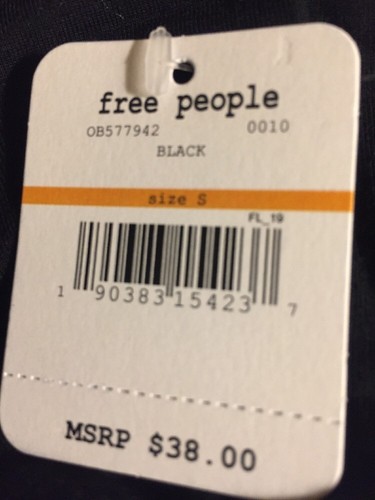 free people
OB577942 0010
BLACK
size S
FL_19
1 90383 15423 7
MSRP $38.00